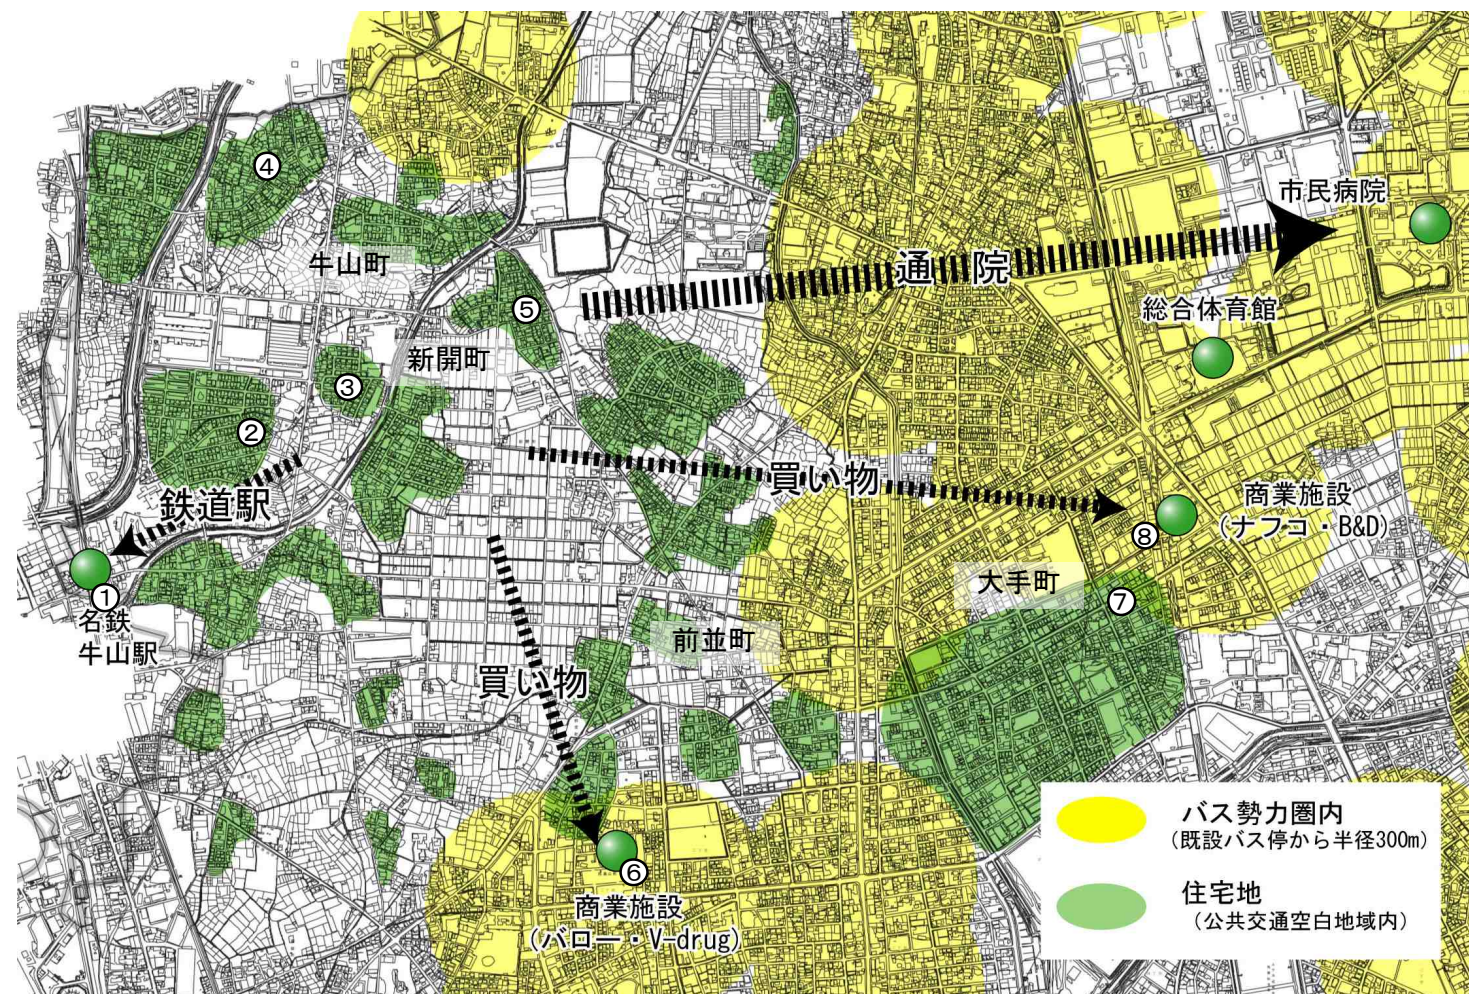 市民病院
④
牛山町
通 院
⑤
総合体育館
新開町
③
②
買い物
鉄道駅
商業施設
(ナフコ・B&D)
⑧
大手町
⑦
①
名鉄
牛山駅
前並町
買い物
⑥
商業施設
(バロー・V-drug)
バス勢力圏内
(既設バス停から半径300m)
住宅地
(公共交通空白地域内)